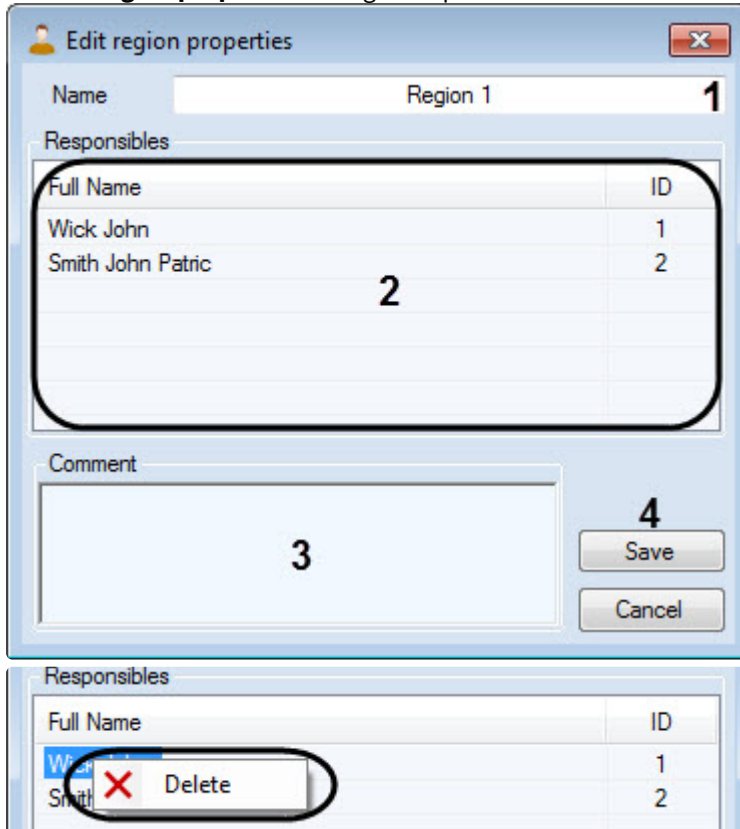 Edit region properties
Name Region 1 1
Responsibles
Full Name ID
Wick John 1
Smith John Patric 2
2
Comment
3
4
Save
Cancel
Responsibles
Full Name ID
1
Delete
2